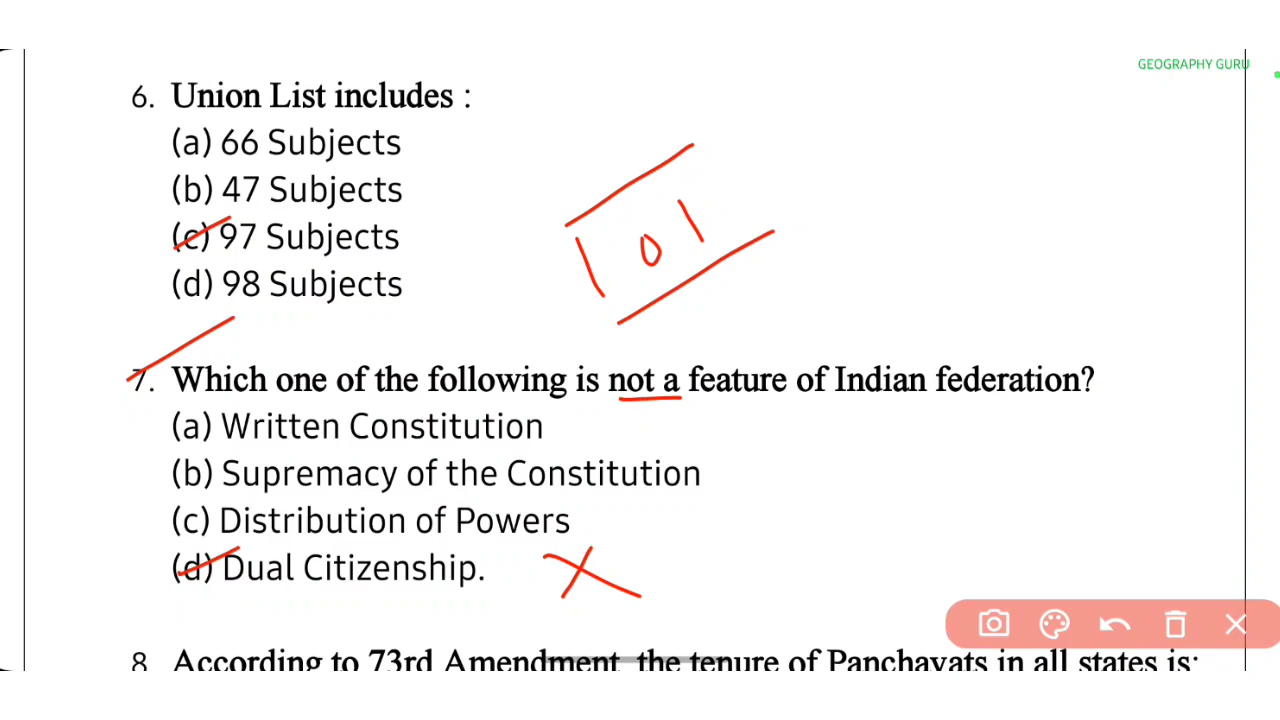 GEOGRAPHY GURU
6. Union List includes :
(a) 66 Subjects
(b) 47 Subjects
(c) 97 Subjects
(d) 98 Subjects
101
7. Which one of the following is not a feature of Indian federation?
(a) Written Constitution
(b) Supremacy of the Constitution
(c) Distribution of Powers
(d) Dual Citizenship.
8 According to 73rd Amendment, the tenure of Panchayats in all states is: